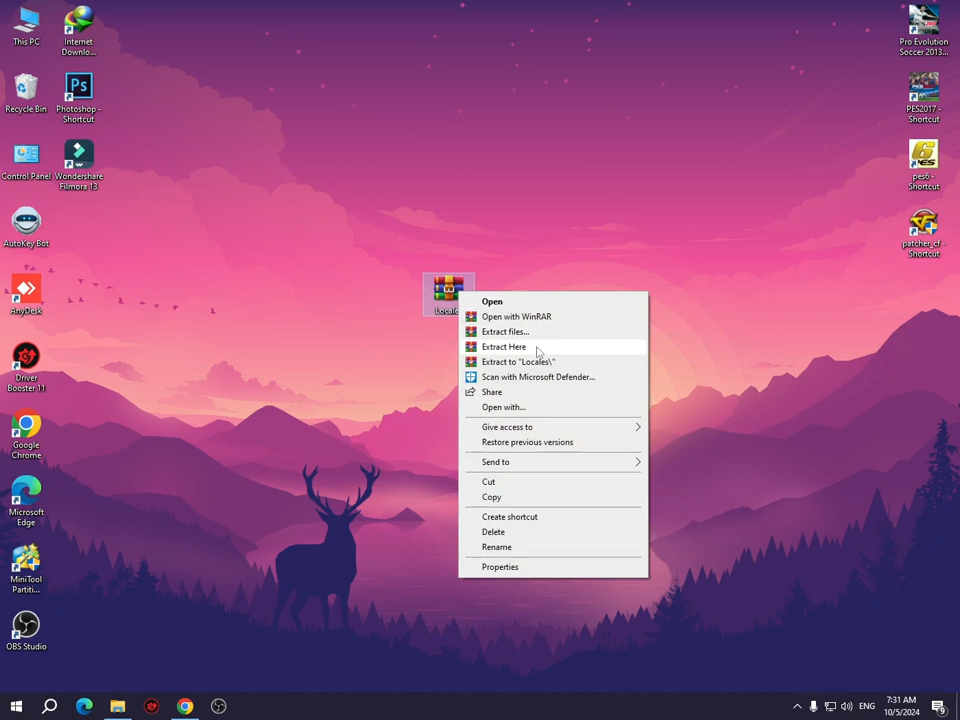 This PC
Internet
Downlo...
Recycle Bin
Photoshop -
Shortcut
Control Panel
Wondershare
Filmora 13
AutoKey Bot
AnyDesk
Driver
Booster 11
Google
Chrome
Microsoft
Edge
MiniTool
Partiti...
OBS Studio
Pro Evolution
Soccer 2013...
PES2017 -
Shortcut
pes6 -
Shortcut
patcher_cf -
Shortcut
Locale
Open
Open with WinRAR
Extract files...
Extract Here
Extract to "Locales\"
Scan with Microsoft Defender...
Share
Open with...
Give access to
Restore previous versions
Send to
Cut
Copy
Create shortcut
Delete
Rename
Properties
ENG
7:31 AM
10/5/2024